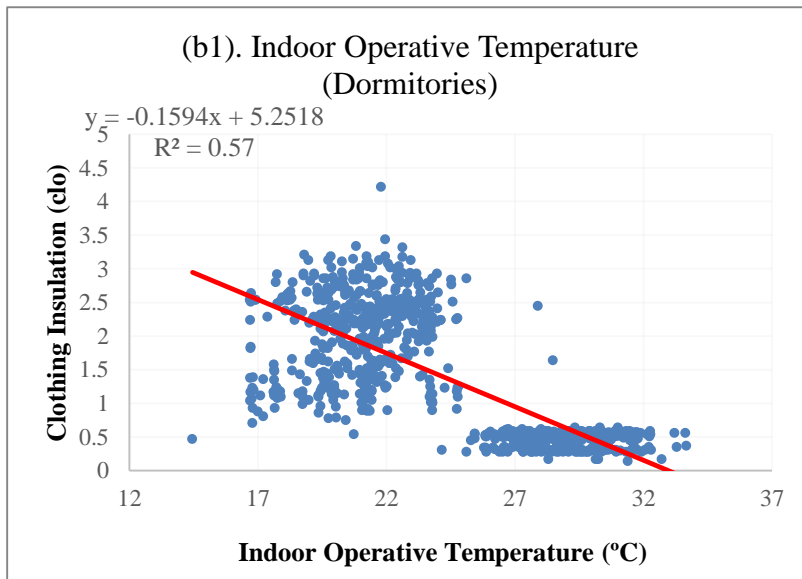 (b1). Indoor Operative Temperature
(Dormitories)
y = -0.1594x + 5.2518
R² = 0.57
Clothing Insulation (clo)
5
4.5
4
3.5
3
2.5
2
1.5
1
0.5
0
12 17 22 27 32 37
Indoor Operative Temperature (ºC)